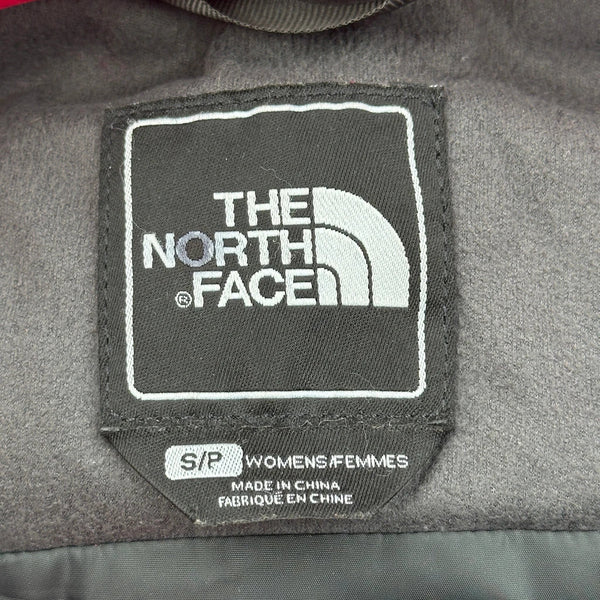 THE
NORTH
® FACE
S/P WOMENS/FEMMES
MADE IN CHINA
FABRIQUÉ EN CHINE